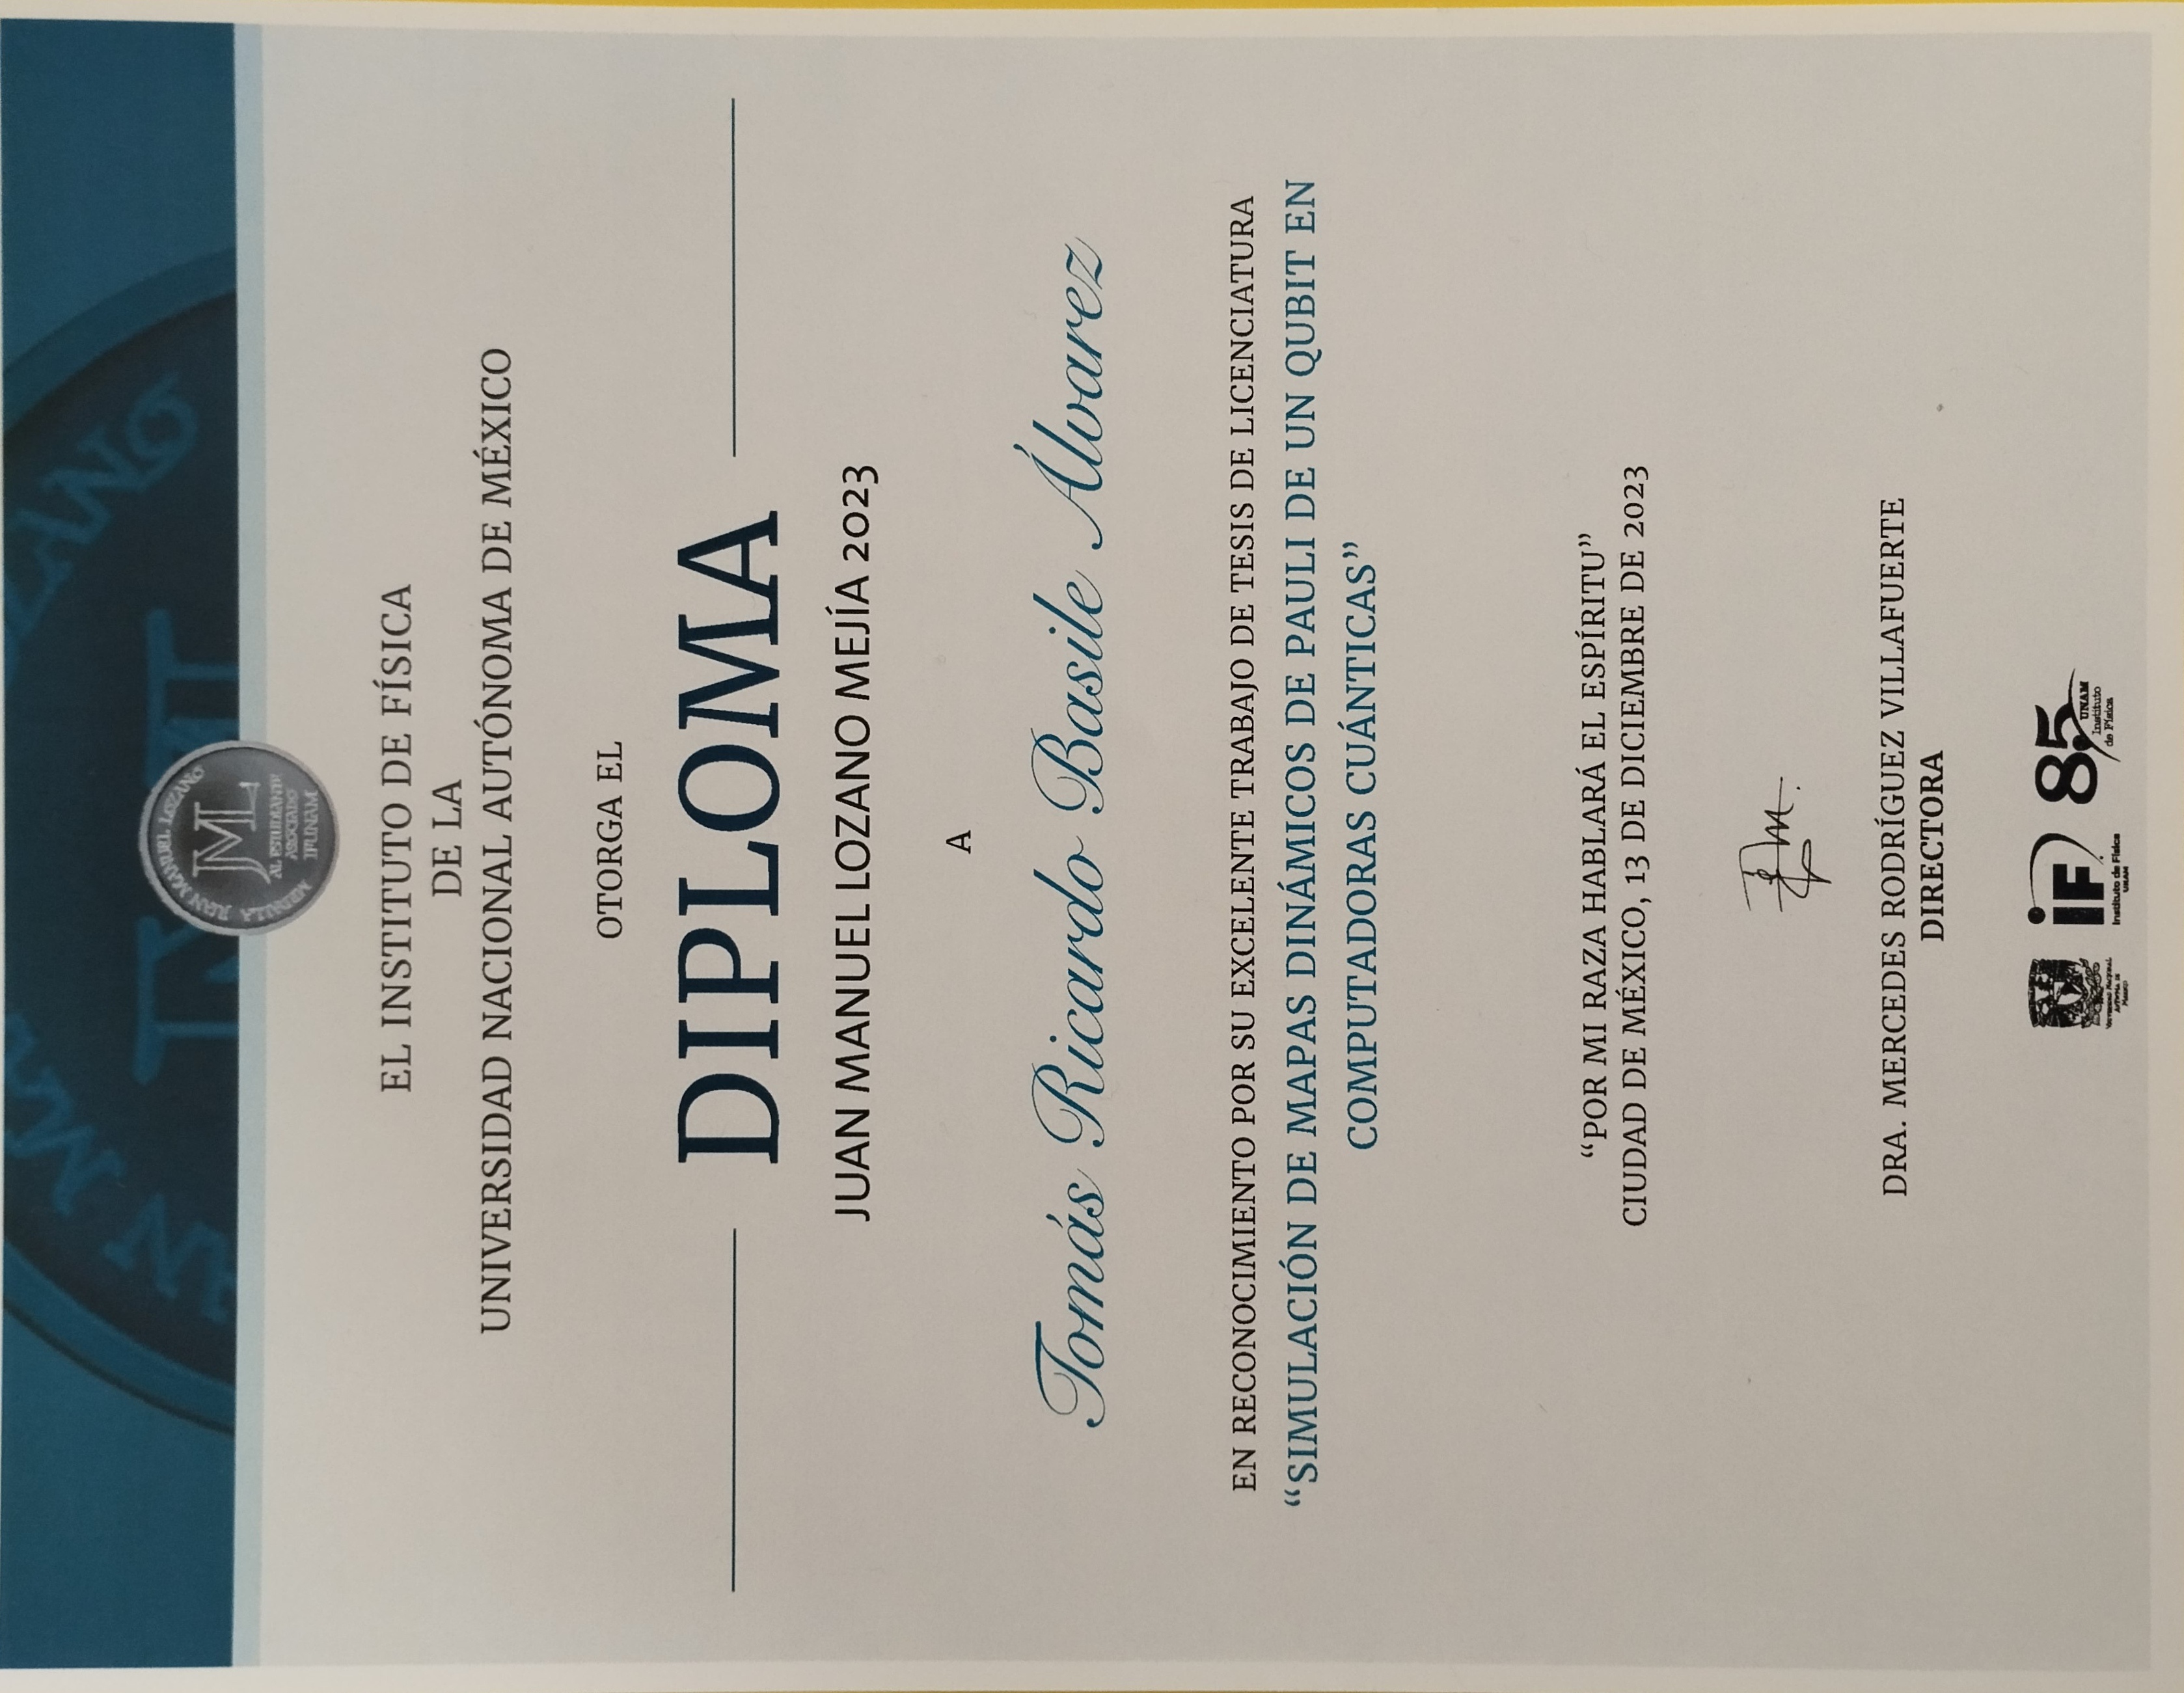 MEDALLA JUAN MANUEL LOZANO
JML
AL ESTUDIANTE
ASOCIADO
IFUNAM
EL INSTITUTO DE FÍSICA
DE LA
UNIVERSIDAD NACIONAL AUTÓNOMA DE MÉXICO
OTORGA EL
DIPLOMA
JUAN MANUEL LOZANO MEJÍA 2023
A
Tomás Ricardo Basile Álvarez
EN RECONOCIMIENTO POR SU EXCELENTE TRABAJO DE TESIS DE LICENCIATURA
“SIMULACIÓN DE MAPAS DINÁMICOS DE PAULI DE UN QUBIT EN
COMPUTADORAS CUÁNTICAS”
“POR MI RAZA HABLARÁ EL ESPÍRITU”
CIUDAD DE MÉXICO, 13 DE DICIEMBRE DE 2023
DRA. MERCEDES RODRÍGUEZ VILLAFUERTE
DIRECTORA
UNIVERSIDAD NACIONAL
AUTÓNOMA DE
MÉXICO
iF
Instituto de Física
UNAM
85
UNAM
Instituto
de Física